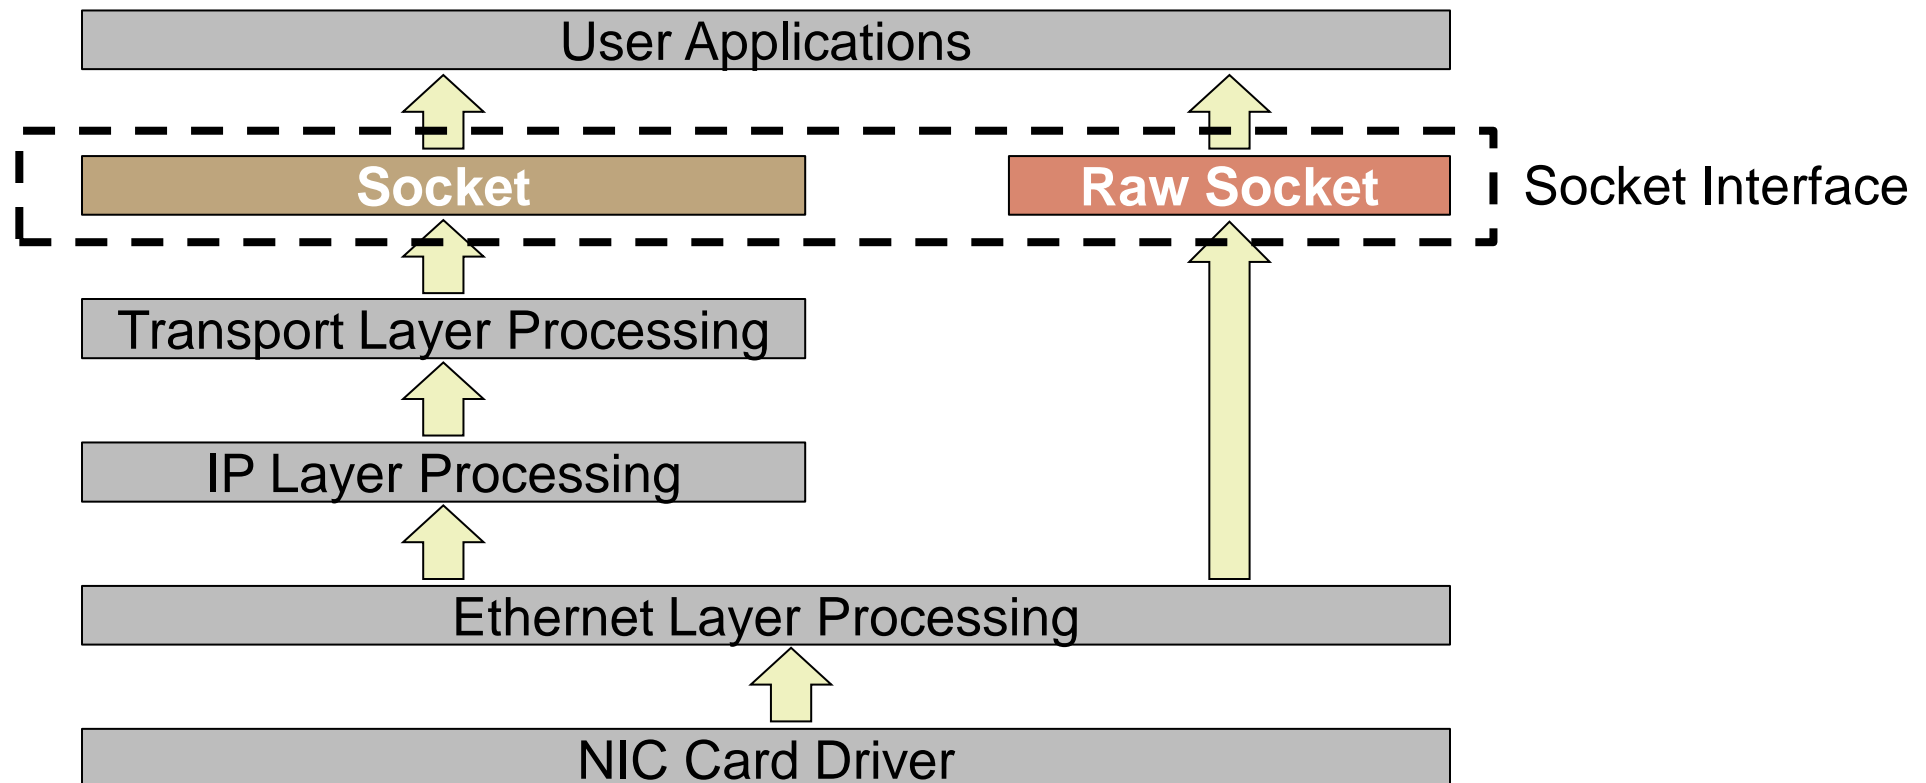 User Applications
Socket
Raw Socket
Socket Interface
Transport Layer Processing
IP Layer Processing
Ethernet Layer Processing
NIC Card Driver